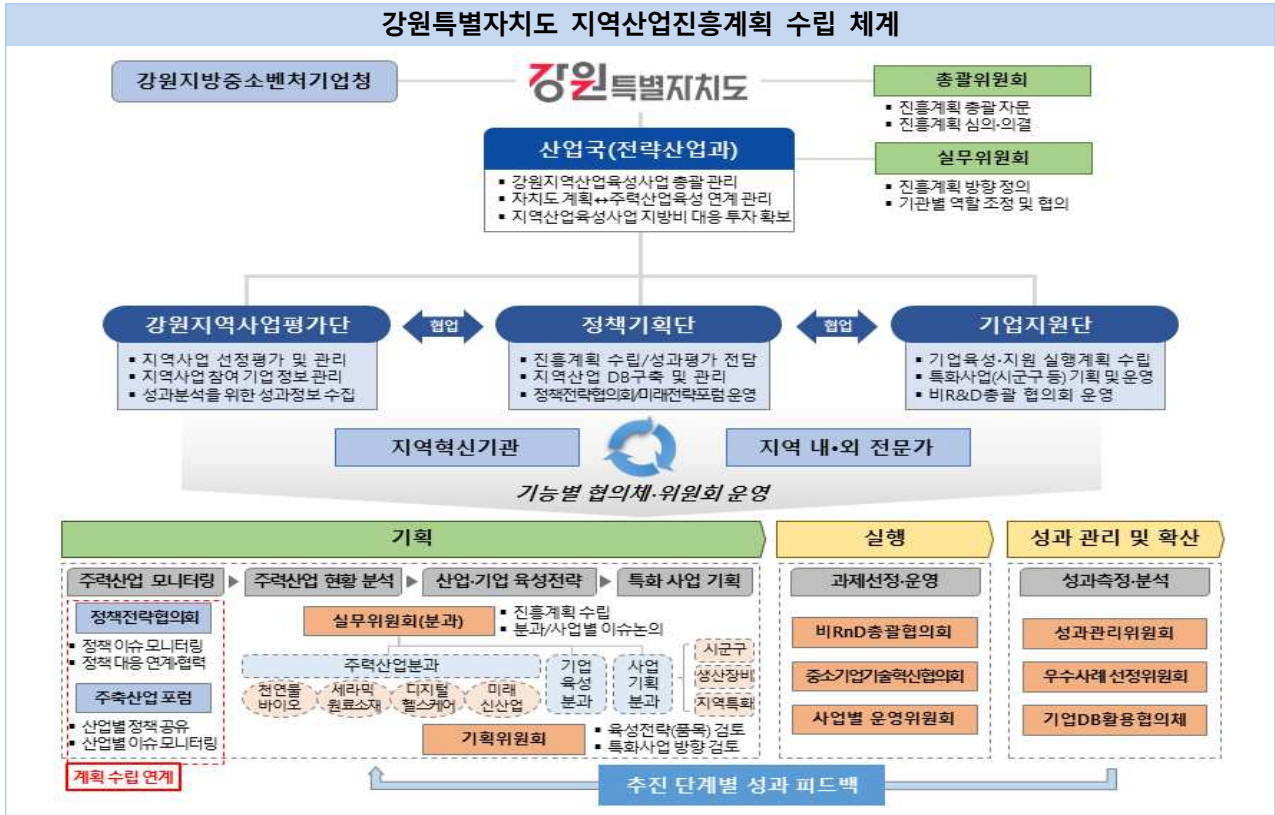 강원특별자치도 지역산업진흥계획 수립 체계
강원지방중소벤처기업청
강원특별자치도
총괄위원회
▪ 진흥계획 총괄 자문
▪ 진흥계획 심의·의결
산업국(전략산업과)
▪ 강원지역산업육성사업 총괄 관리
▪ 자치도 계획↔주력산업육성 연계 관리
▪ 지역산업육성사업 지방비 대응 투자 확보
실무위원회
▪ 진흥계획 방향 정의
▪ 기관별 역할 조정 및 협의
강원지역사업평가단
▪ 지역사업 선정평가 및 관리
▪ 지역사업 참여 기업 정보 관리
▪ 성과분석을 위한 성과정보 수집
협업
정책기획단
▪ 진흥계획 수립/성과평가 전담
▪ 지역산업 DB구축 및 관리
▪ 정책전략협의회/미래전략포럼 운영
협업
기업지원단
▪ 기업육성·지원 실행계획 수립
▪ 특화사업(시군구 등) 기획 및 운영
▪ 비R&D총괄 협의회 운영
지역혁신기관
지역 내•외 전문가
기능별 협의체·위원회 운영
기획
실행
성과 관리 및 확산
주력산업 모니터링
주력산업 현황 분석
산업·기업 육성전략
특화 사업 기획
과제선정·운영
성과측정·분석
정책전략협의회
▪ 정책 이슈 모니터링
▪ 정책 대응 연계·협력
주축산업 포럼
▪ 산업별 정책 공유
▪ 산업별 이슈 모니터링
계획 수립 연계
실무위원회(분과)
▪ 진흥계획 수립
▪ 분과/사업별 이슈논의
주력산업분과
천연물
바이오
세라믹
원료소재
디지털
헬스케어
미래
신산업
기업
육성
분과
사업
기획
분과
시군구
생산장비
지역특화
기획위원회
▪ 육성전략(품목) 검토
▪ 특화사업 방향 검토
비RnD총괄협의회
중소기업기술혁신협의회
사업별 운영위원회
성과관리위원회
우수사례 선정위원회
기업DB활용협의체
추진 단계별 성과 피드백